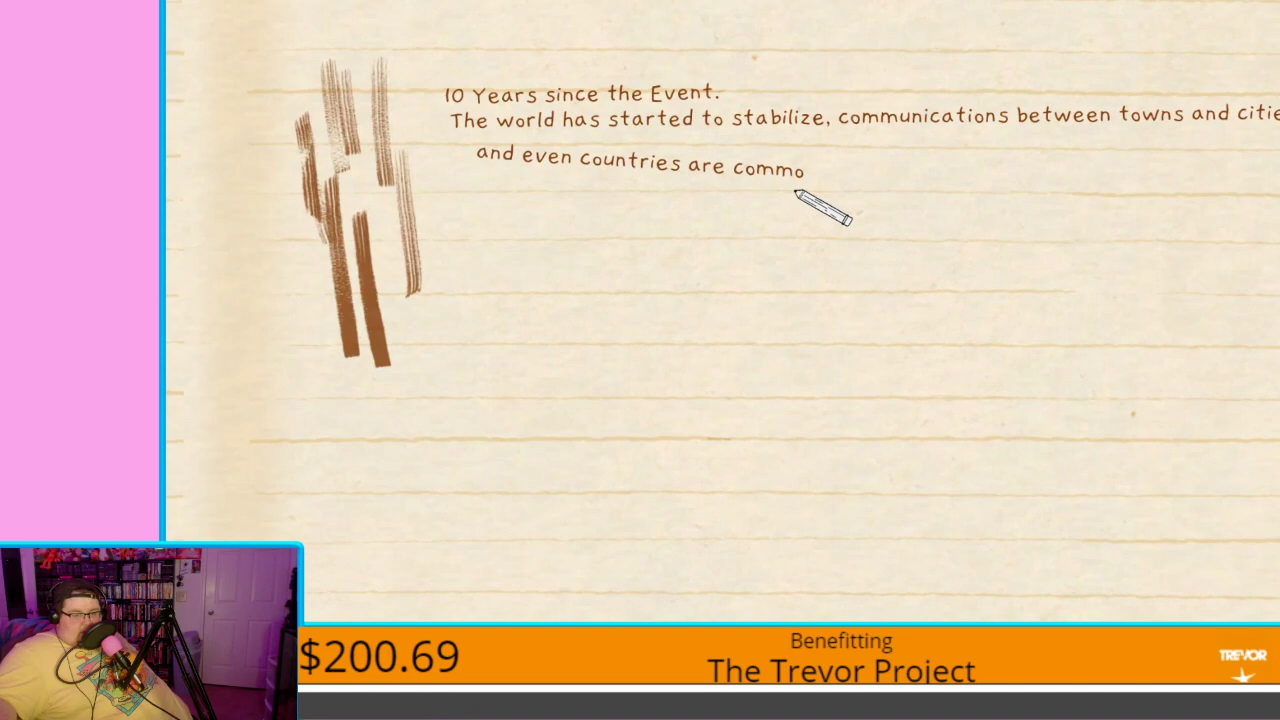 10 Years since the Event.
The world has started to stabilize, communications between towns and citie
and even countries are commo
$200.69
Benefitting
The Trevor Project
TREVOR